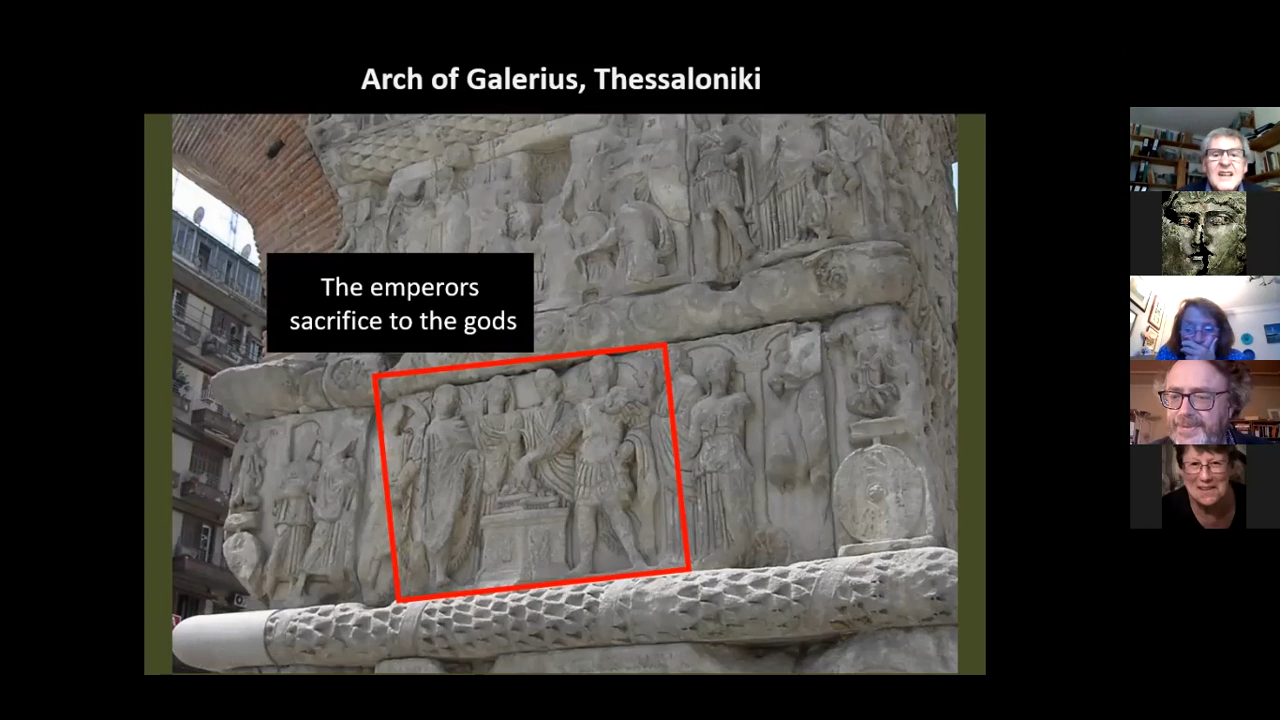 Arch of Galerius, Thessaloniki
The emperors
sacrifice to the gods